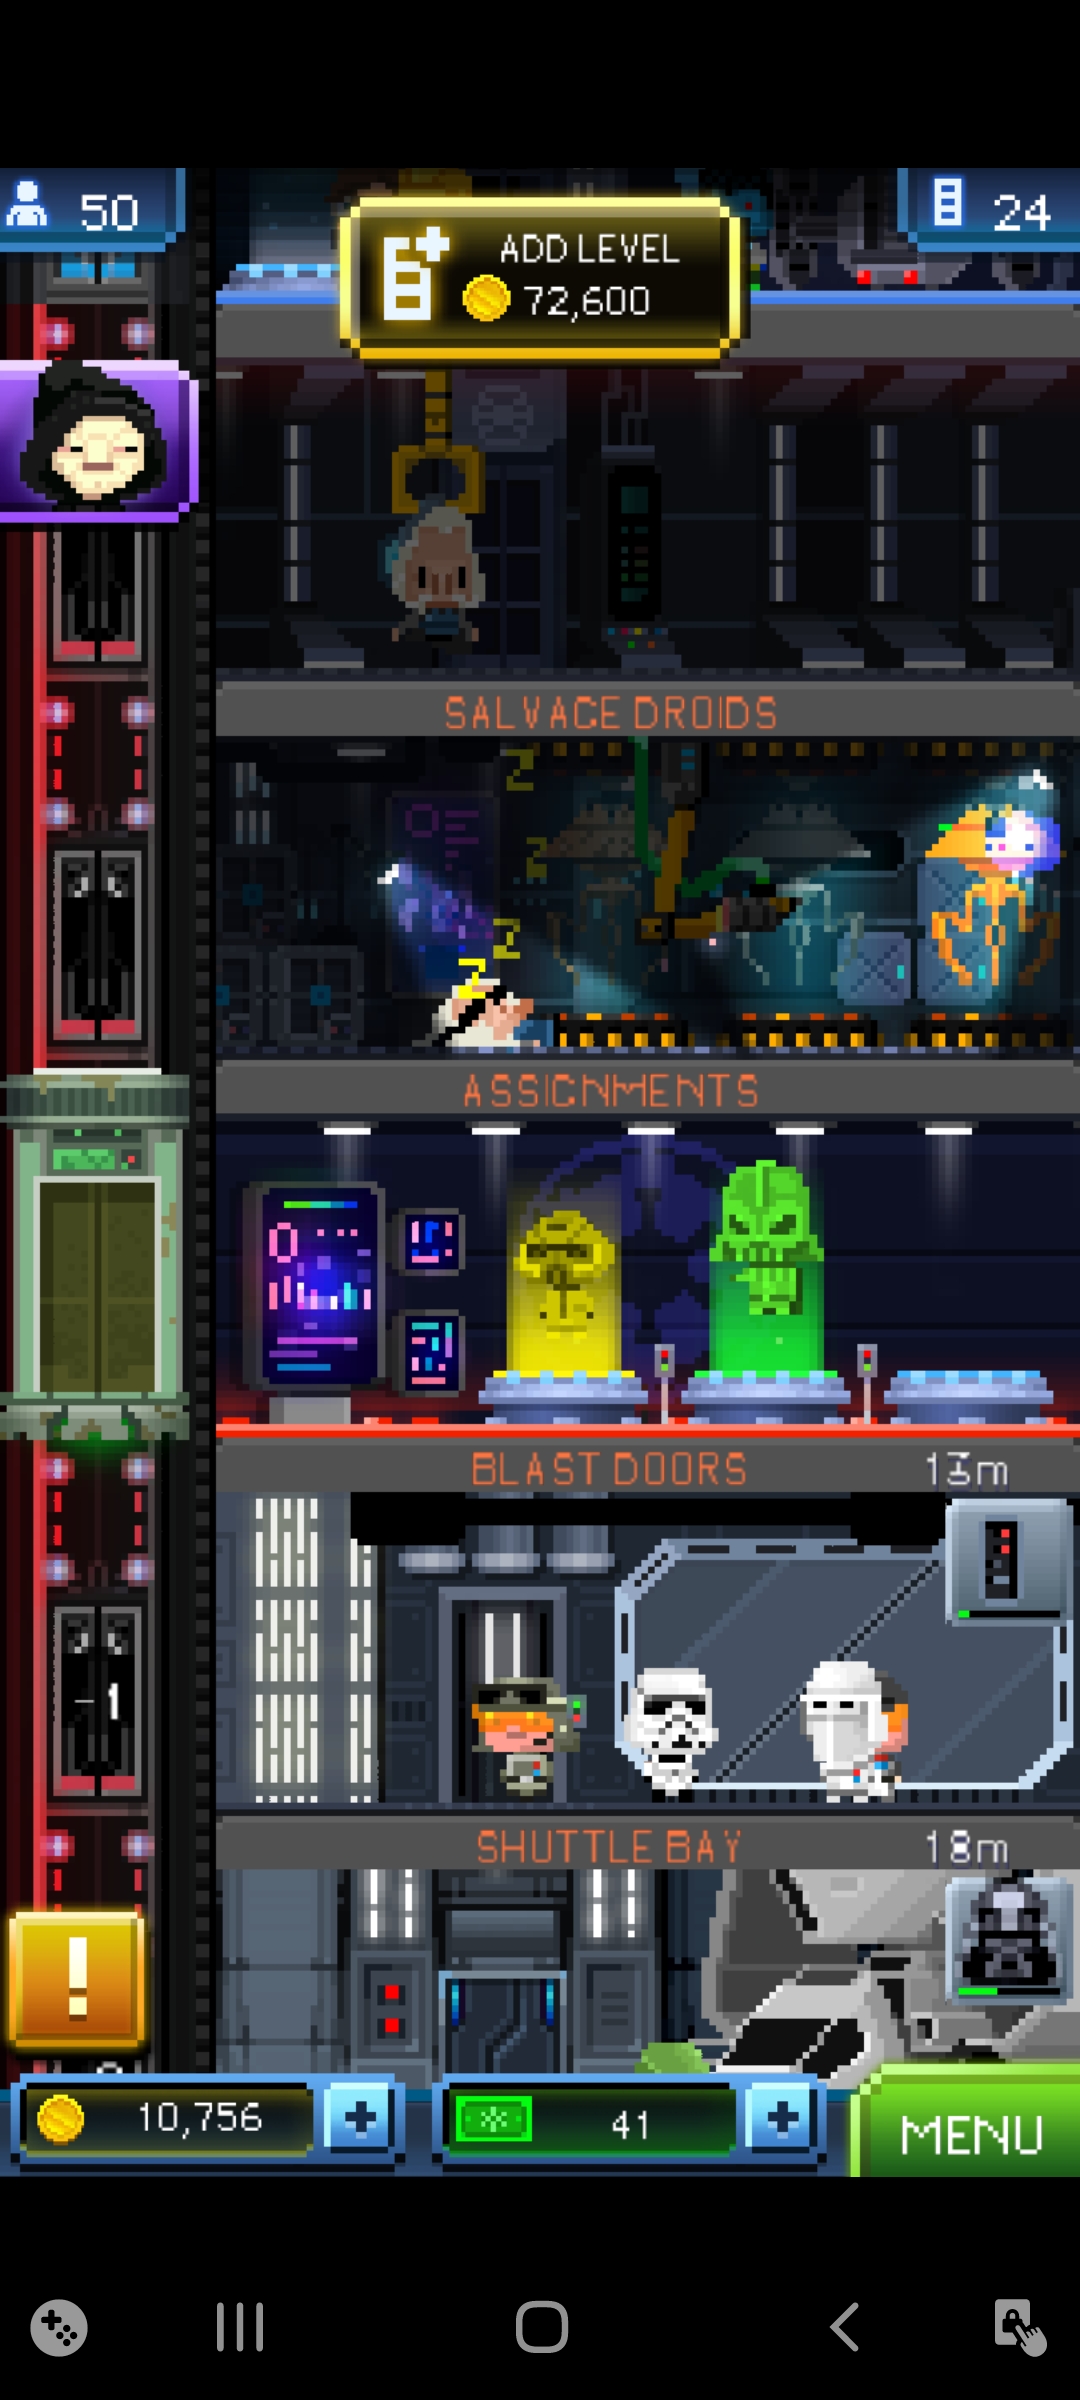 50
24
ADD LEVEL
72,600
SALVAGE DROIDS
Z
Z
Z
Z
ASSIGNMENTS
BLAST DOORS 13m
-1
SHUTTLE BAY 18m
!
10,756 +
41 +
MENU